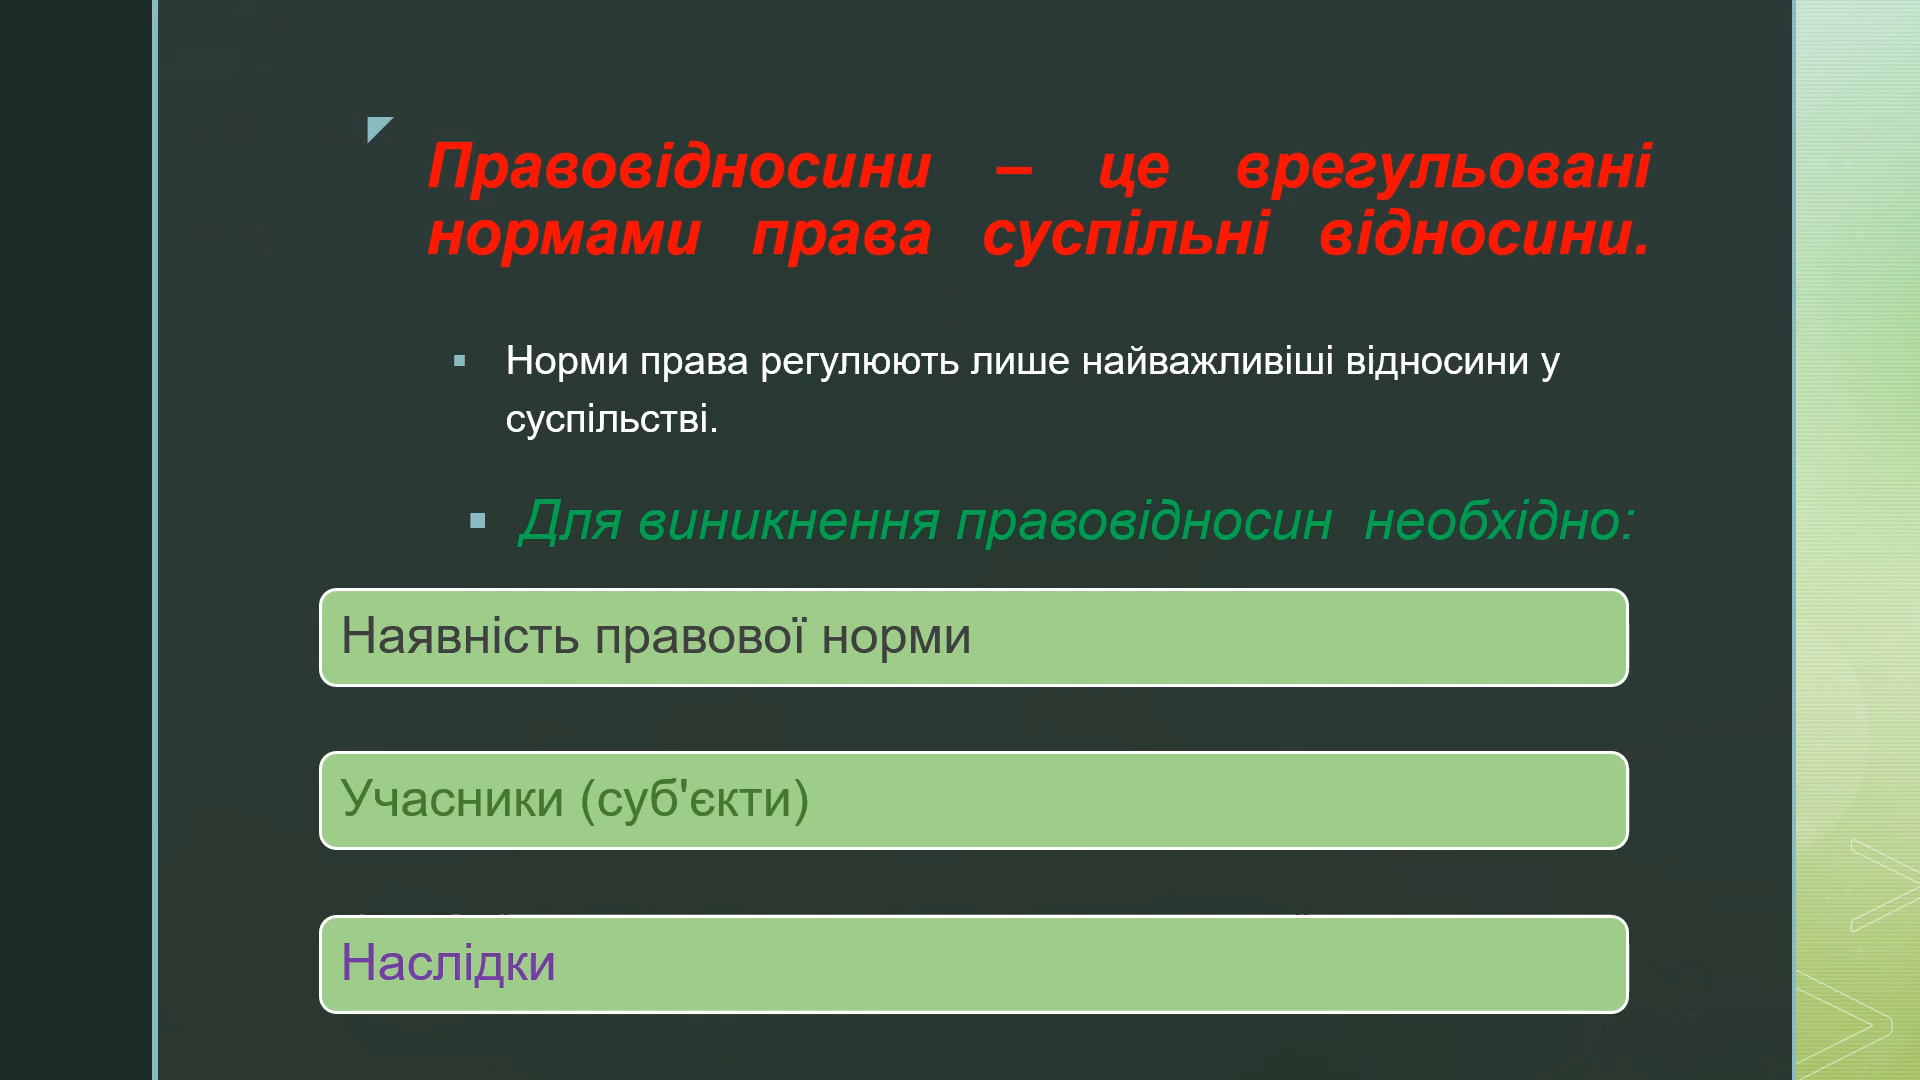 Правовідносини – це врегульовані
нормами права суспільні відносини.
Норми права регулюють лише найважливіші відносини у
суспільстві.
Для виникнення правовідносин необхідно:
Наявність правової норми
Учасники (суб'єкти)
Наслідки